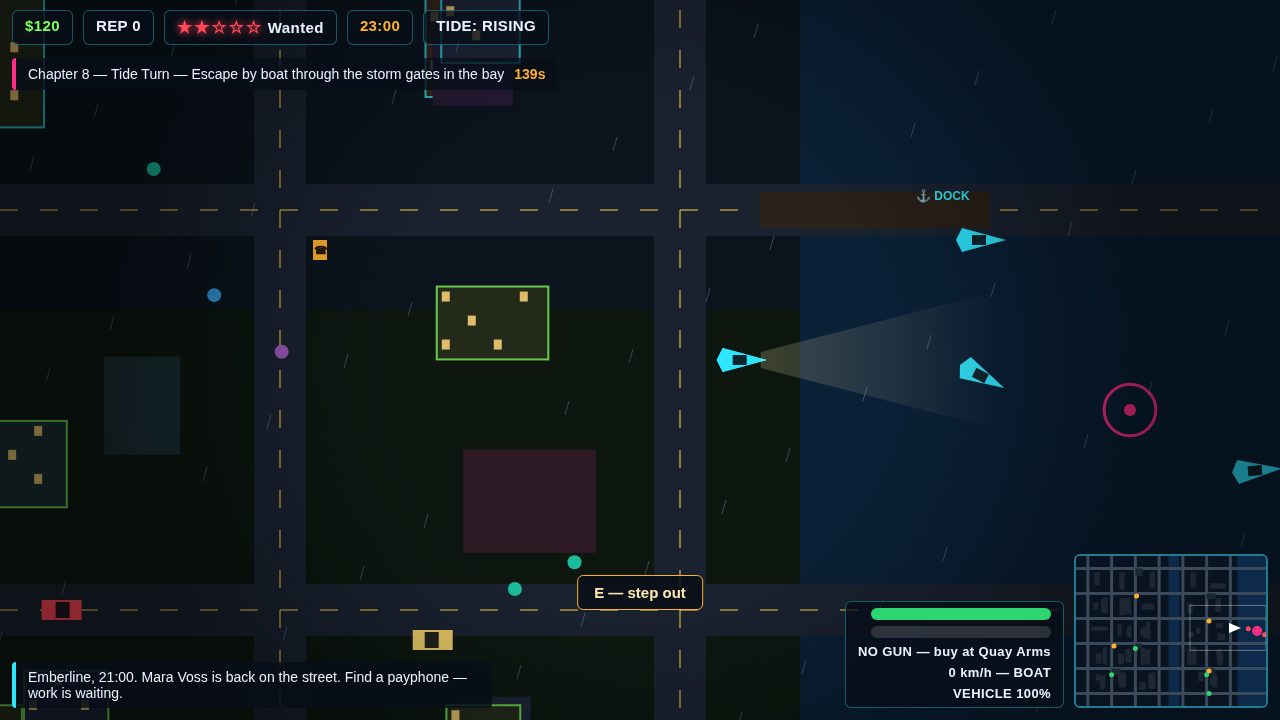 $120
REP 0
★★☆☆☆ Wanted
23:00
TIDE: RISING
Chapter 8 — Tide Turn — Escape by boat through the storm gates in the bay 139s
⚓ DOCK
E — step out
NO GUN — buy at Quay Arms
0 km/h — BOAT
VEHICLE 100%
Emberline, 21:00. Mara Voss is back on the street. Find a payphone —
work is waiting.